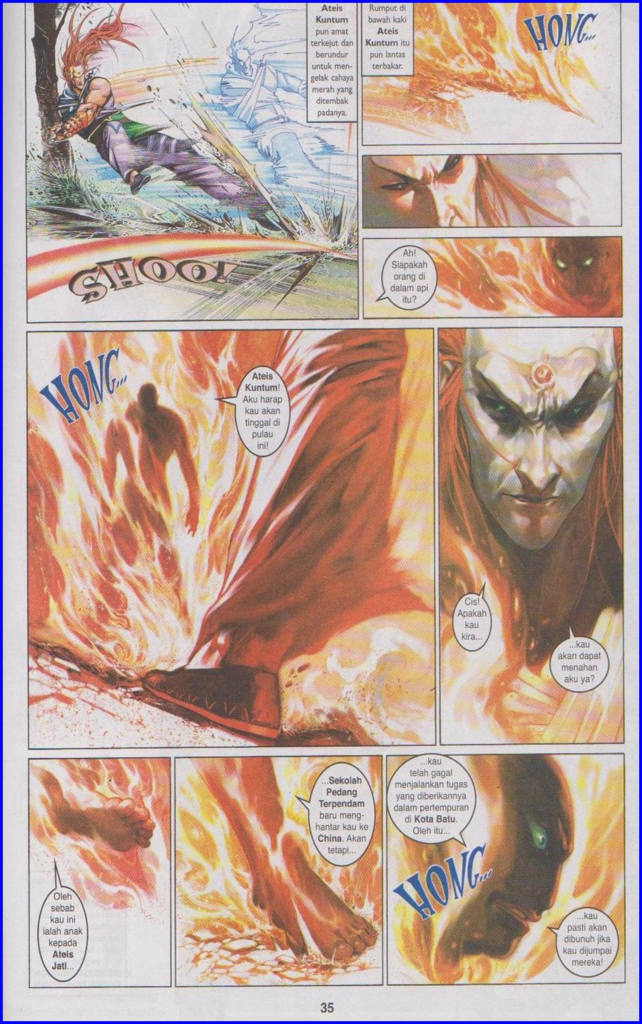 Ateis
Kuntum
pun amat
terkejut dan
berundur
untuk men-
gelak cahaya
merah yang
ditembak
padanya.
SHOO!
Rumput di
bawah kaki
Ateis
Kuntum itu
pun lantas
terbakar.
HONG...
Ah!
Siapakah
orang di
dalam api
itu?
HONG...
Ateis
Kuntum!
Aku harap
kau akan
tinggal di
pulau
ini!
Cis!
Apakah
kau
kira...
...kau
akan dapat
menahan
aku ya?
Oleh
sebab
kau ini
ialah anak
kepada
Ateis
Jati...
...Sekolah
Pedang
Terpendam
baru meng-
hantar kau ke
China. Akan
tetapi...
...kau
telah gagal
menjalankan tugas
yang diberikannya
dalam pertempuran
di Kota Batu.
Oleh itu...
HONG...
...kau
pasti akan
dibunuh jika
kau dijumpai
mereka!
35